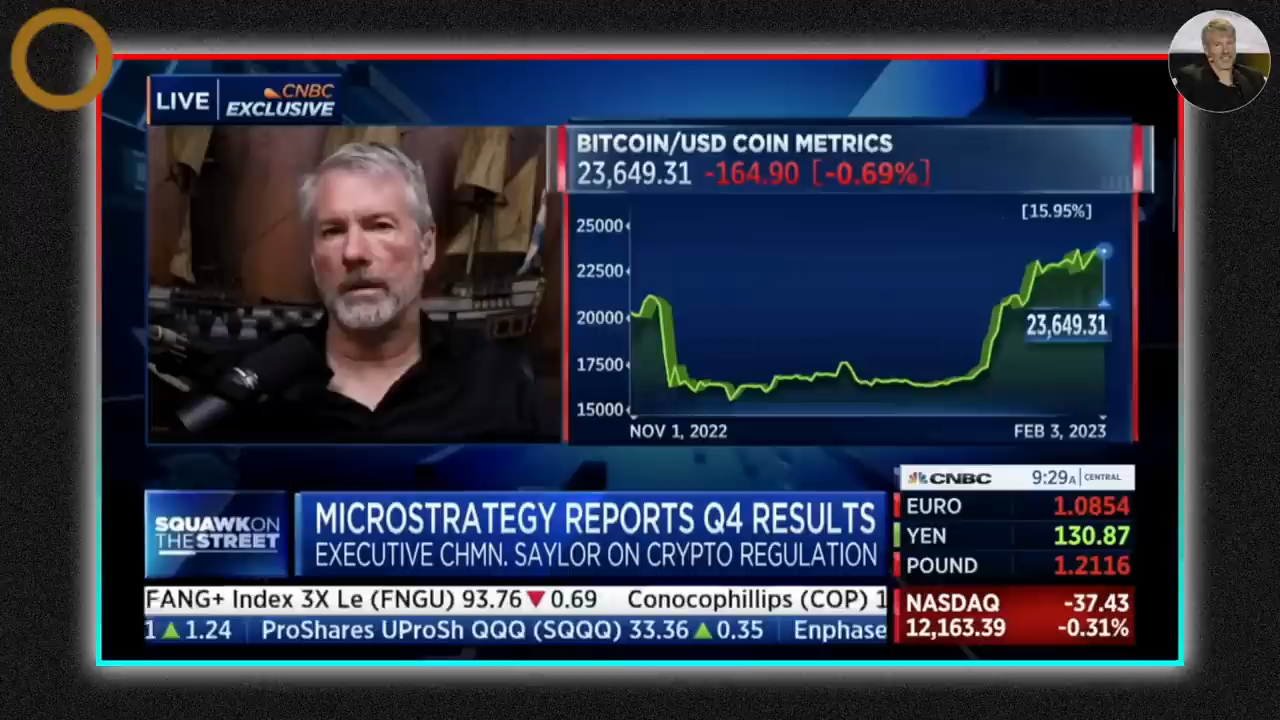 LIVE
CNBC
EXCLUSIVE
BITCOIN/USD COIN METRICS
23,649.31 -164.90 [-0.69%]
[15.95%]
25000
22500
20000
17500
15000
23,649.31
NOV 1, 2022
FEB 3, 2023
SQUAWK ON
THE STREET
MICROSTRATEGY REPORTS Q4 RESULTS
EXECUTIVE CHMN. SAYLOR ON CRYPTO REGULATION
CNBC 9:29A CENTRAL
EURO 1.0854
YEN 130.87
POUND 1.2116
NASDAQ -37.43
12,163.39 -0.31%
FANG+ Index 3X Le (FNGU) 93.76▼0.69 Conocophillips (COP) 1
1▲1.24 ProShares UProSh QQQ (SQQQ) 33.36▲0.35 Enphase